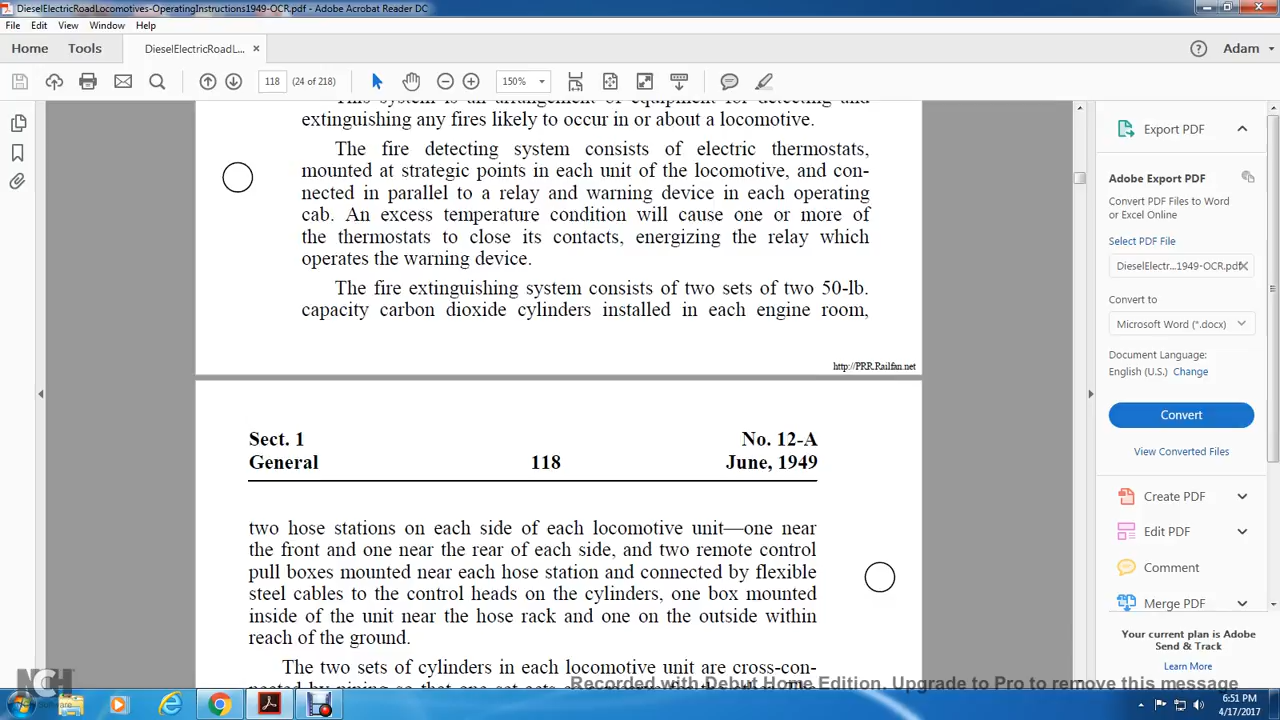 DieselElectricRoadLocomotives-OperatingInstructions1949-OCR.pdf - Adobe Acrobat Reader DC
File Edit View Window Help
Home Tools DieselElectricRoadL... × Adam
118 (24 of 218) 150%
extinguishing any fires likely to occur in or about a locomotive.
The fire detecting system consists of electric thermostats,
mounted at strategic points in each unit of the locomotive, and con-
nected in parallel to a relay and warning device in each operating
cab. An excess temperature condition will cause one or more of
the thermostats to close its contacts, energizing the relay which
operates the warning device.
The fire extinguishing system consists of two sets of two 50-lb.
capacity carbon dioxide cylinders installed in each engine room,
http://PRR.Railfan.net
Sect. 1 No. 12-A
General 118 June, 1949
two hose stations on each side of each locomotive unit—one near
the front and one near the rear of each side, and two remote control
pull boxes mounted near each hose station and connected by flexible
steel cables to the control heads on the cylinders, one box mounted
inside of the unit near the hose rack and one on the outside within
reach of the ground.
The two sets of cylinders in each locomotive unit are cross-con-
Export PDF
Adobe Export PDF
Convert PDF Files to Word
or Excel Online
Select PDF File
DieselElectr...1949-OCR.pdf
Convert to
Microsoft Word (*.docx)
Document Language:
English (U.S.) Change
Convert
View Converted Files
Create PDF
Edit PDF
Comment
Merge PDF
Your current plan is Adobe
Send & Track
Learn More
NCH Software
Recorded with Debut Home Edition. Upgrade to Pro to remove this message
6:51 PM
4/17/2017